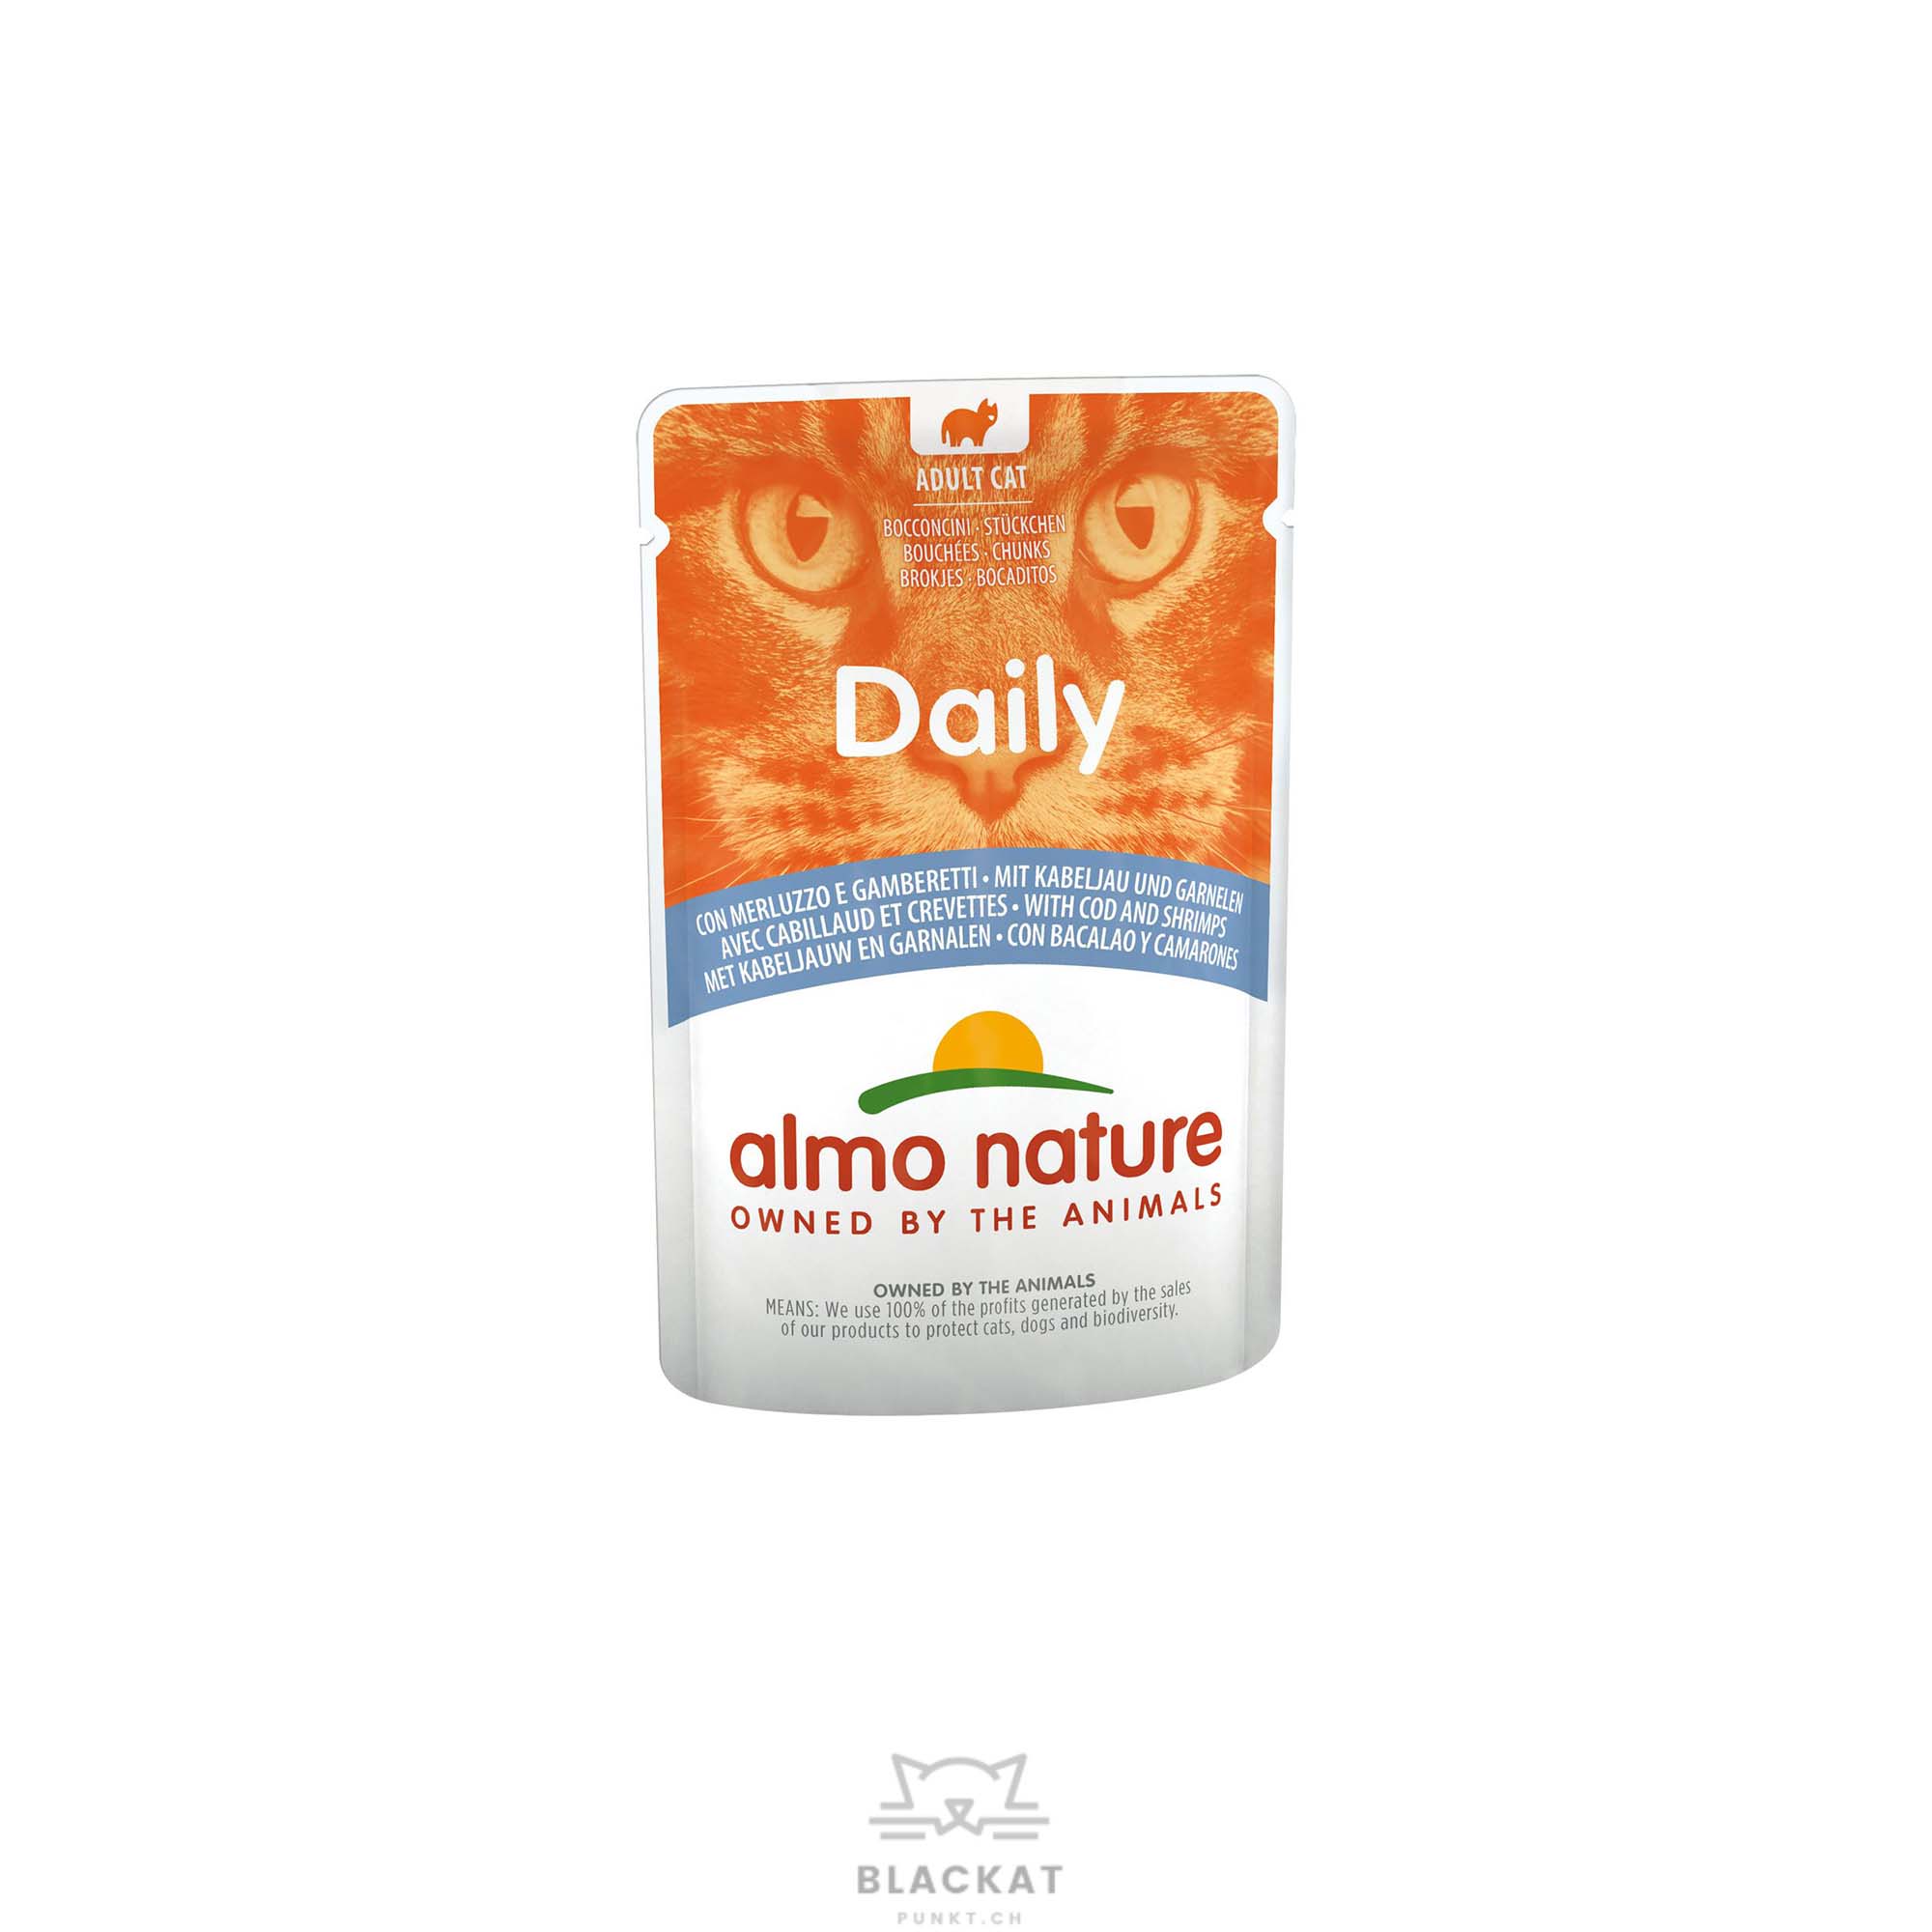 ADULT CAT
BOCCONCINI · STÜCKCHEN
BOUCHÉES · CHUNKS
BROKJES · BOCADITOS
Daily
CON MERLUZZO E GAMBERETTI • MIT KABELJAU UND GARNELEN
AVEC CABILLAUD ET CREVETTES • WITH COD AND SHRIMPS
MET KABELJAUW EN GARNALEN • CON BACALAO Y CAMARONES
almo nature
OWNED BY THE ANIMALS
OWNED BY THE ANIMALS
MEANS: We use 100% of the profits generated by the sales
of our products to protect cats, dogs and biodiversity.
BLACKAT
PUNKT.CH